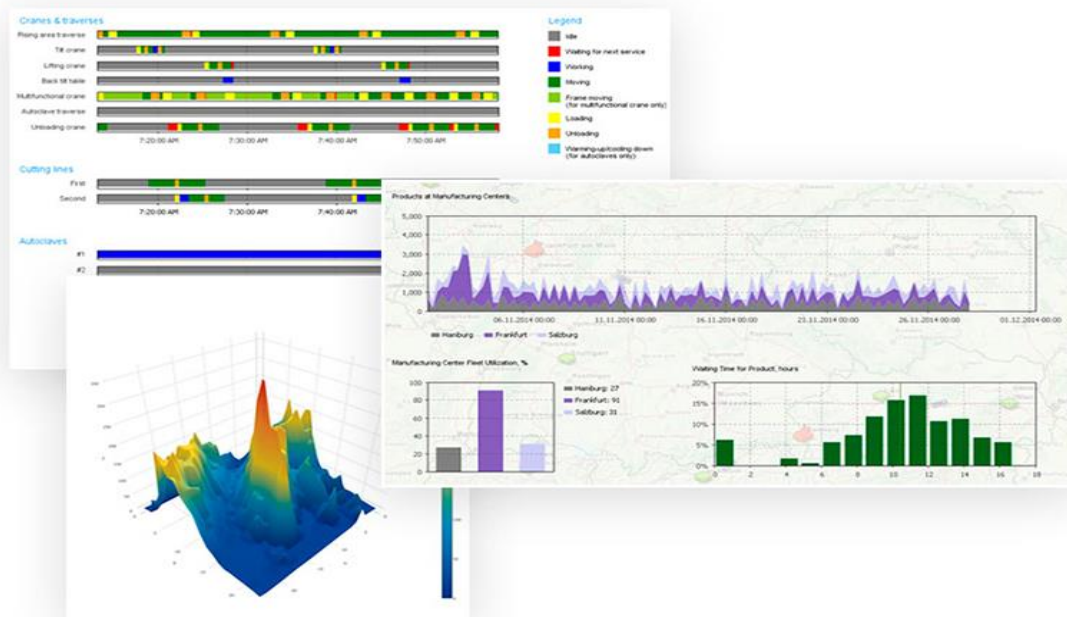 Cranes & traverses
Rising area traverse
Tilt crane
Lifting crane
Back tilt table
Multifunctional crane
Autoclave traverse
Unloading crane
7:20:00 AM 7:30:00 AM 7:40:00 AM 7:50:00 AM
Legend
Idle
Waiting for next service
Working
Moving
Frame moving
(for multifunctional crane only)
Loading
Unloading
Warming-up/cooling down
(for autoclaves only)
Cutting lines
First
Second
7:20:00 AM 7:30:00 AM 7:40:00 AM
Autoclaves
#1
#2
Products at Manufacturing Centers
5,000
4,000
3,000
2,000
1,000
0
06.11.2014 00:00 11.11.2014 00:00 16.11.2014 00:00 21.11.2014 00:00 26.11.2014 00:00 01.12.2014 00:00
Hamburg Frankfurt Salzburg
Manufacturing Center Fleet Utilization, %
100
80
60
40
20
0
Hamburg: 27
Frankfurt: 91
Salzburg: 31
Waiting Time for Product, hours
20%
15%
10%
5%
0%
0 2 4 6 8 10 12 14 16 18